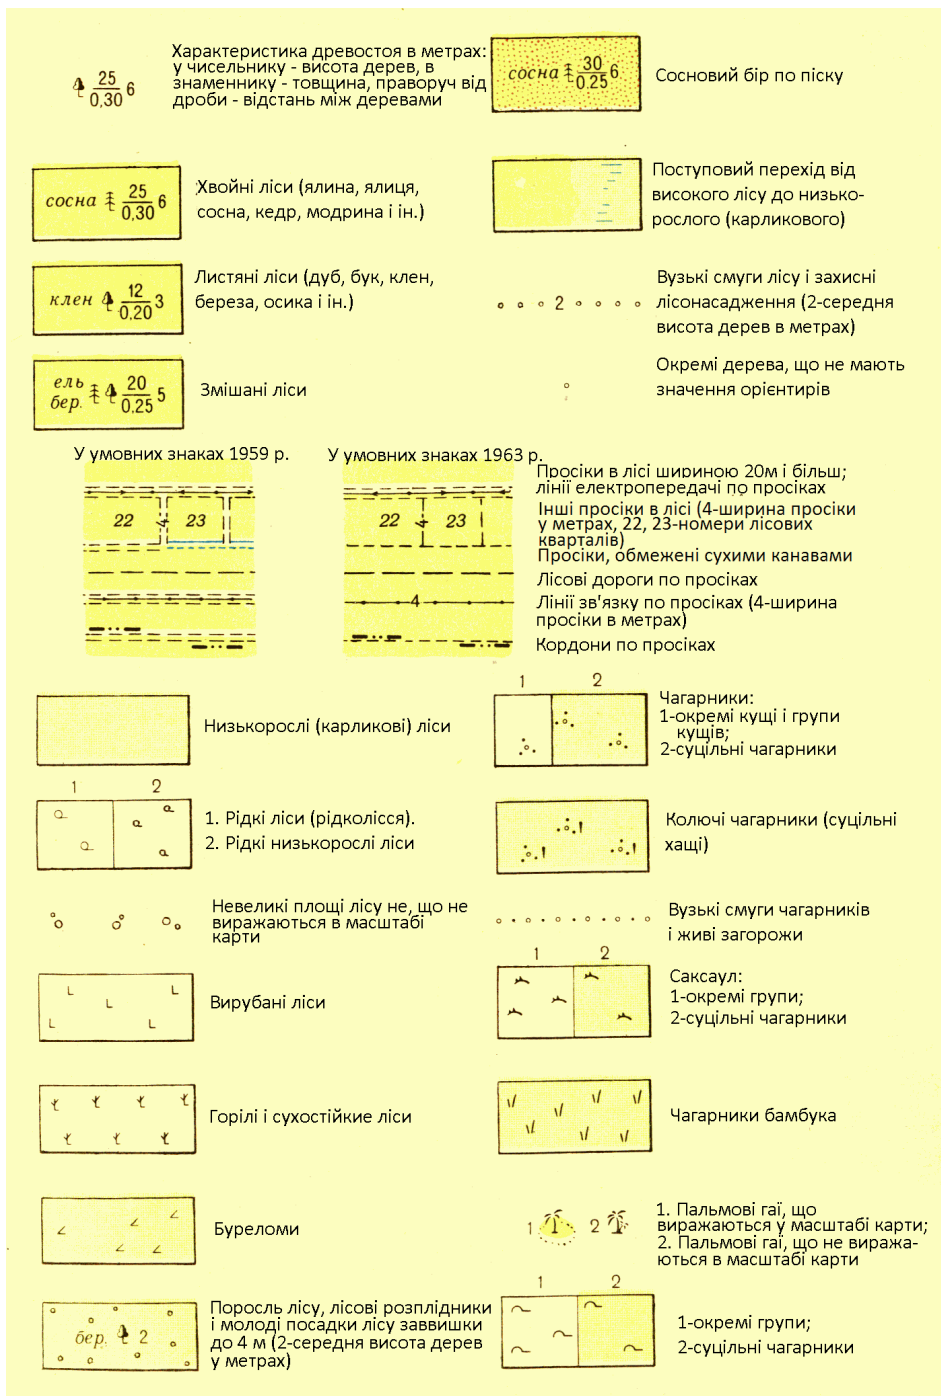 25
0,30 6
Характеристика древостоя в метрах:
у чисельнику - висота дерев, в
знаменнику - товщина, праворуч від
дроби - відстань між деревами
сосна 30
0.25 6
Сосновий бір по піску
сосна 25
0,30 6
Хвойні ліси (ялина, ялиця,
сосна, кедр, модрина і ін.)
Поступовий перехід від
високого лісу до низько-
рослого (карликового)
клен 12
0,20 3
Листяні ліси (дуб, бук, клен,
береза, осика і ін.)
2
Вузькі смуги лісу і захисні
лісонасадження (2-середня
висота дерев в метрах)
ель
бер. 20
0,25 5
Змішані ліси
Окремі дерева, що не мають
значення орієнтирів
У умовних знаках 1959 р.
22 4 23
У умовних знаках 1963 р.
22 4 23
4
Просіки в лісі шириною 20м і більш;
лінії електропередачі по просіках
Інші просіки в лісі (4-ширина просіки
у метрах, 22, 23-номери лісових
кварталів)
Просіки, обмежені сухими канавами
Лісові дороги по просіках
Лінії зв'язку по просіках (4-ширина
просіки в метрах)
Кордони по просіках
Низькорослі (карликові) ліси
1 2
Чагарники:
1-окремі кущі і групи
кущів;
2-суцільні чагарники
1 2
1. Рідкі ліси (рідколісся).
2. Рідкі низькорослі ліси
Колючі чагарники (суцільні
хащі)
Невеликі площі лісу не, що не
виражаються в масштабі
карти
Вузькі смуги чагарників
і живі загорожи
Вирубані ліси
1 2
Саксаул:
1-окремі групи;
2-суцільні чагарники
Горілі і сухостійкие ліси
Чагарники бамбука
Буреломи
1 2
1. Пальмові гаї, що
виражаються у масштабі карти;
2. Пальмові гаї, що не виража-
ються в масштабі карти
бер. 2
Поросль лісу, лісові розплідники
і молоді посадки лісу заввишки
до 4 м (2-середня висота дерев
у метрах)
1 2
1-окремі групи;
2-суцільні чагарники